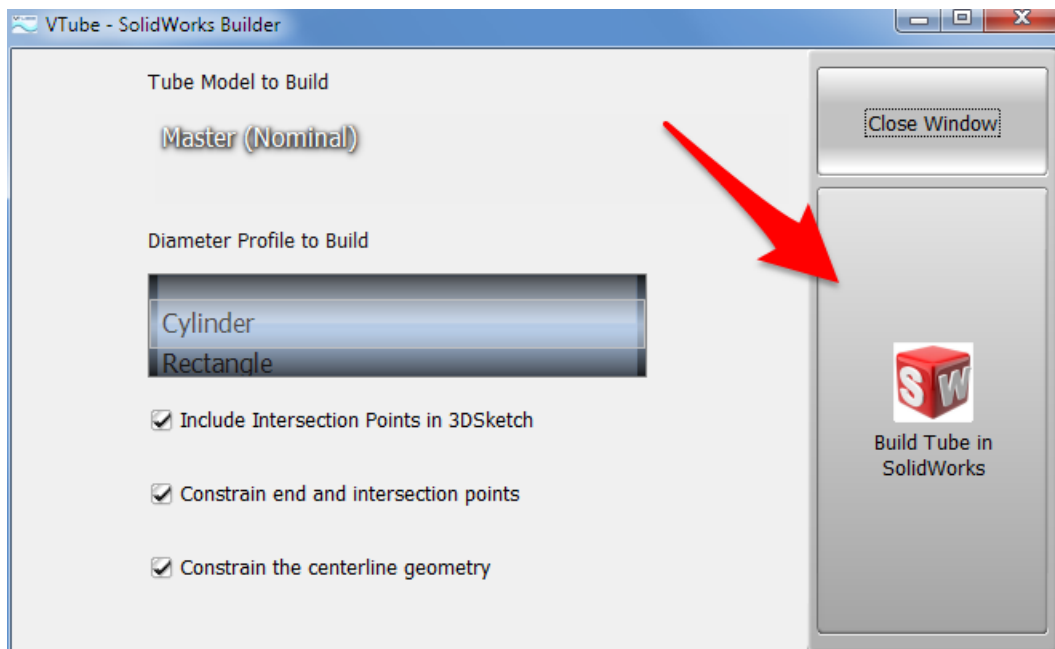 VTube - SolidWorks Builder
Tube Model to Build
Master (Nominal)
Diameter Profile to Build
Cylinder
Rectangle
Include Intersection Points in 3DSketch
Constrain end and intersection points
Constrain the centerline geometry
Close Window
SW
Build Tube in
SolidWorks